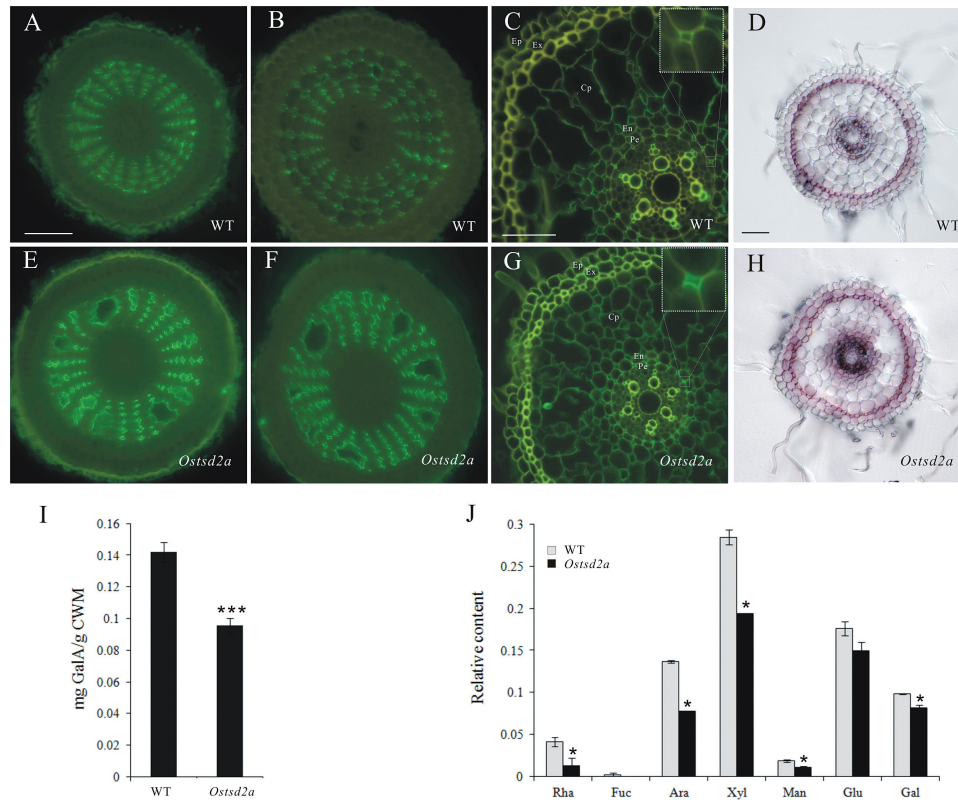 A
WT
B
WT
C
Ep
Ex
Cp
En
Pe
WT
D
WT
E
Ostsd2a
F
Ostsd2a
G
Ep
Ex
Cp
En
Pe
Ostsd2a
H
Ostsd2a
I
mg GalA/g CWM
0.16
0.14
0.12
0.1
0.08
0.06
0.04
0.02
0
***
WT
Ostsd2a
J
Relative content
0.3
0.25
0.2
0.15
0.1
0.05
0
WT
Ostsd2a
* * * * *
Rha Fuc Ara Xyl Man Glu Gal